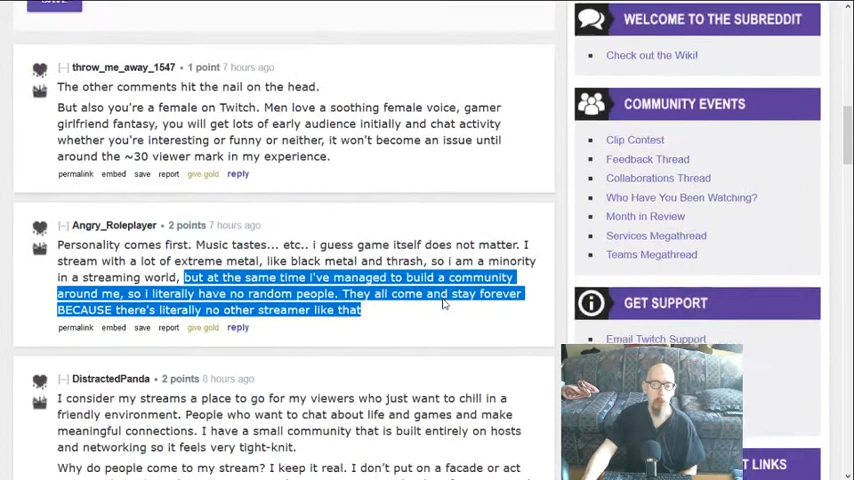 SAVE
[–] throw_me_away_1547 • 1 point 7 hours ago
The other comments hit the nail on the head.
But also you're a female on Twitch. Men love a soothing female voice, gamer
girlfriend fantasy, you will get lots of early audience initially and chat activity
whether you're interesting or funny or neither, it won't become an issue until
around the ~30 viewer mark in my experience.
permalink embed save report give gold reply
[–] Angry_Roleplayer • 2 points 7 hours ago
Personality comes first. Music tastes... etc.. i guess game itself does not matter. I
stream with a lot of extreme metal, like black metal and thrash, so i am a minority
in a streaming world, but at the same time i've managed to build a community
around me, so i literally have no random people. They all come and stay forever
BECAUSE there's literally no other streamer like that
permalink embed save report give gold reply
[–] DistractedPanda • 2 points 8 hours ago
I consider my streams a place to go for my viewers who just want to chill in a
friendly environment. People who want to chat about life and games and make
meaningful connections. I have a small community that is built entirely on hosts
and networking so it feels very tight-knit.
Why do people come to my stream? I keep it real. I don't put on a facade or act
WELCOME TO THE SUBREDDIT
Check out the Wiki!
COMMUNITY EVENTS
Clip Contest
Feedback Thread
Collaborations Thread
Who Have You Been Watching?
Month in Review
Services Megathread
Teams Megathread
GET SUPPORT
Email Twitch Support
T LINKS